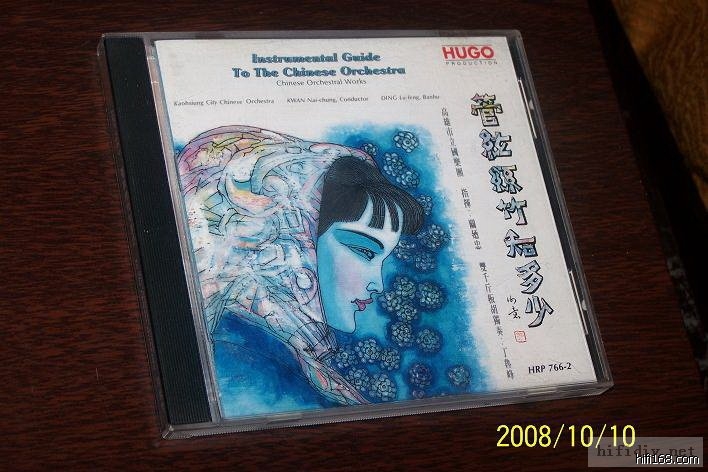 Instrumental Guide
To The Chinese Orchestra
Chinese Orchestral Works
Kaohsiung City Chinese Orchestra KWAN Nai-chung, Conductor DING Lu-feng, Banhu
HUGO
PRODUCTION
管絃絲竹知多少
高雄市立國樂團 指揮：關廼忠 雙千斤板胡獨奏：丁魯峰
HRP 766-2
2008/10/10
hifidiy.net
hifi168.com